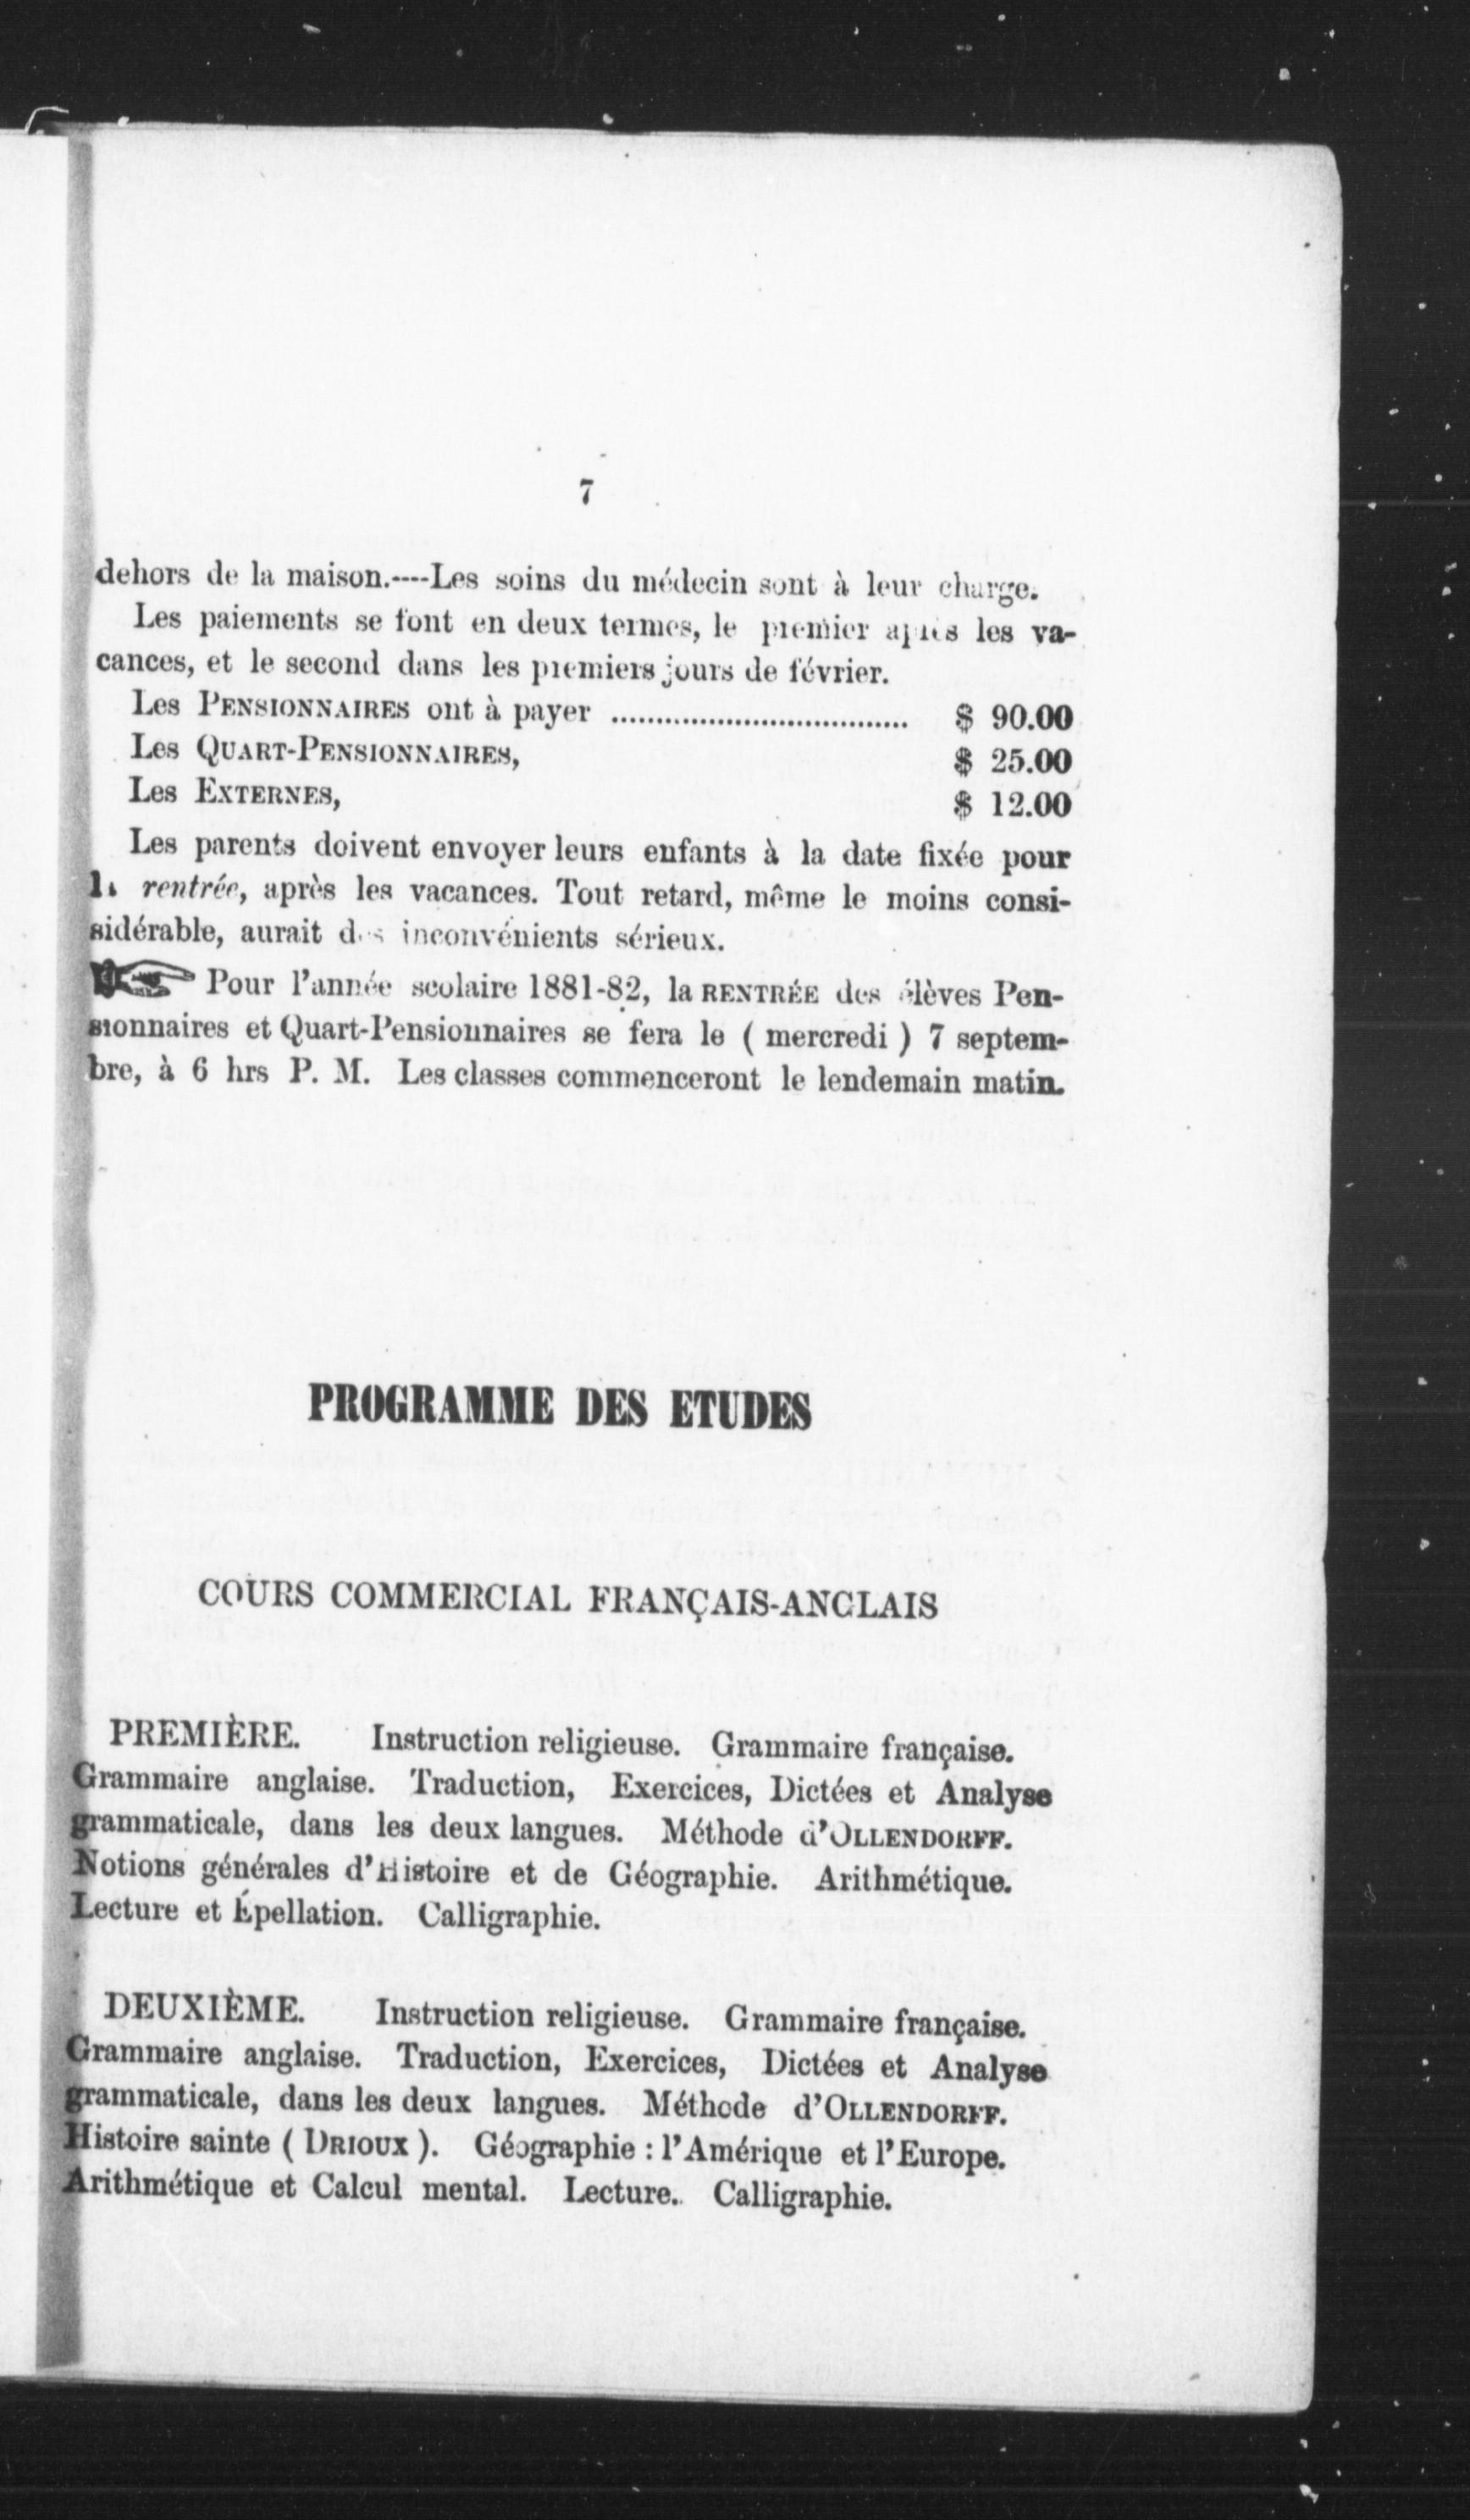 7
dehors de la maison.----Les soins du médecin sont à leur charge.
Les paiements se font en deux termes, le premier après les va-
cances, et le second dans les premiers jours de février.
Les PENSIONNAIRES ont à payer .................................. $ 90.00
Les QUART-PENSIONNAIRES, $ 25.00
Les EXTERNES, $ 12.00
Les parents doivent envoyer leurs enfants à la date fixée pour
la rentrée, après les vacances. Tout retard, même le moins consi-
sidérable, aurait des inconvénients sérieux.
Pour l'année scolaire 1881-82, la RENTRÉE des élèves Pen-
sionnaires et Quart-Pensionnaires se fera le ( mercredi ) 7 septem-
bre, à 6 hrs P. M. Les classes commenceront le lendemain matin.
PROGRAMME DES ETUDES
COURS COMMERCIAL FRANÇAIS-ANGLAIS
PREMIÈRE. Instruction religieuse. Grammaire française.
Grammaire anglaise. Traduction, Exercices, Dictées et Analyse
grammaticale, dans les deux langues. Méthode d'OLLENDORFF.
Notions générales d'Histoire et de Géographie. Arithmétique.
Lecture et Épellation. Calligraphie.
DEUXIÈME. Instruction religieuse. Grammaire française.
Grammaire anglaise. Traduction, Exercices, Dictées et Analyse
grammaticale, dans les deux langues. Méthode d'OLLENDORFF.
Histoire sainte ( DRIOUX ). Géographie : l'Amérique et l'Europe.
Arithmétique et Calcul mental. Lecture. Calligraphie.